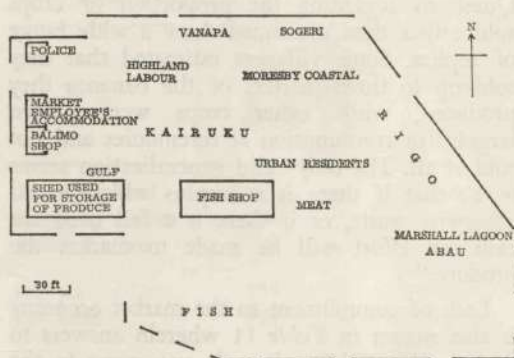 VANAPA SOGERI
N
POLICE
HIGHLAND
LABOUR
MORESBY COASTAL
MARKET
EMPLOYEE'S
ACCOMMODATION
BALIMO
SHOP
KAIRUKU
RIGO
URBAN RESIDENTS
GULF
SHED USED
FOR STORAGE
OF PRODUCE
FISH SHOP
MEAT
MARSHALL LAGOON
ABAU
ft
FISH